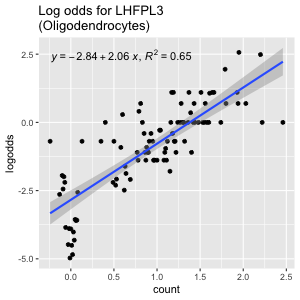 Log odds for LHFPL3
(Oligodendrocytes)
y = −2.84 + 2.06 x, R² = 0.65
logodds
2.5
0.0
-2.5
-5.0
0.0 0.5 1.0 1.5 2.0 2.5
count